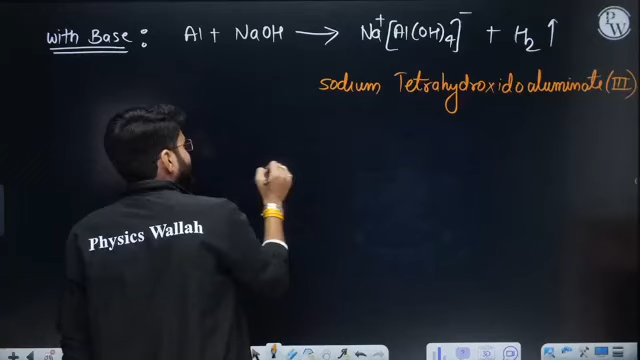 With Base : Al + NaOH ⟶ Na⁺[Al(OH)₄]⁻ + H₂ ↑
sodium Tetrahydroxidoaluminate (III)
Physics Wallah
P
W